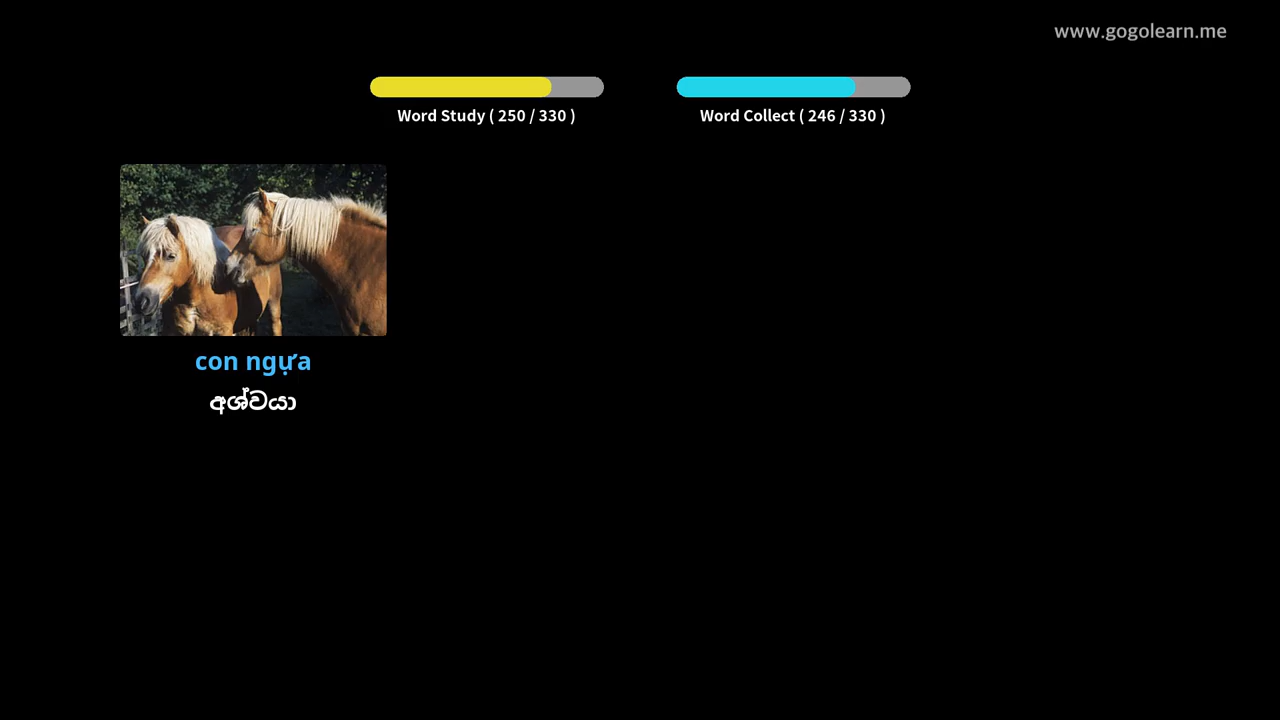 www.gogolearn.me
Word Study ( 250 / 330 )
Word Collect ( 246 / 330 )
con ngựa
අශ්වයා